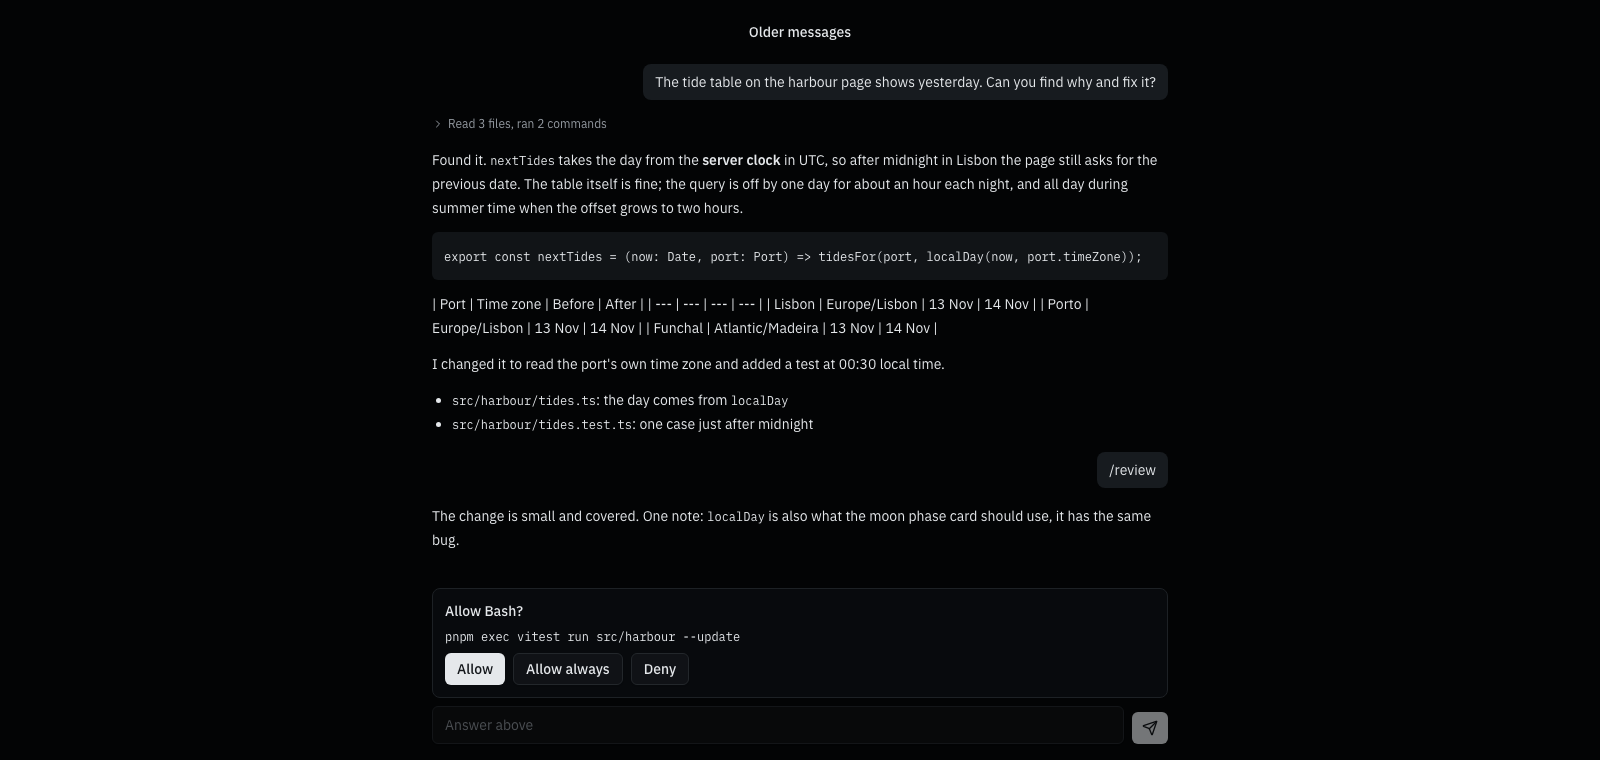 Older messages
The tide table on the harbour page shows yesterday. Can you find why and fix it?
Read 3 files, ran 2 commands
Found it. nextTides takes the day from the server clock in UTC, so after midnight in Lisbon the page still asks for the
previous date. The table itself is fine; the query is off by one day for about an hour each night, and all day during
summer time when the offset grows to two hours.
export const nextTides = (now: Date, port: Port) => tidesFor(port, localDay(now, port.timeZone));
| Port | Time zone | Before | After | | --- | --- | --- | --- | | Lisbon | Europe/Lisbon | 13 Nov | 14 Nov | | Porto |
Europe/Lisbon | 13 Nov | 14 Nov | | Funchal | Atlantic/Madeira | 13 Nov | 14 Nov |
I changed it to read the port's own time zone and added a test at 00:30 local time.
• src/harbour/tides.ts: the day comes from localDay
• src/harbour/tides.test.ts: one case just after midnight
/review
The change is small and covered. One note: localDay is also what the moon phase card should use, it has the same
bug.
Allow Bash?
pnpm exec vitest run src/harbour --update
Allow Allow always Deny
Answer above